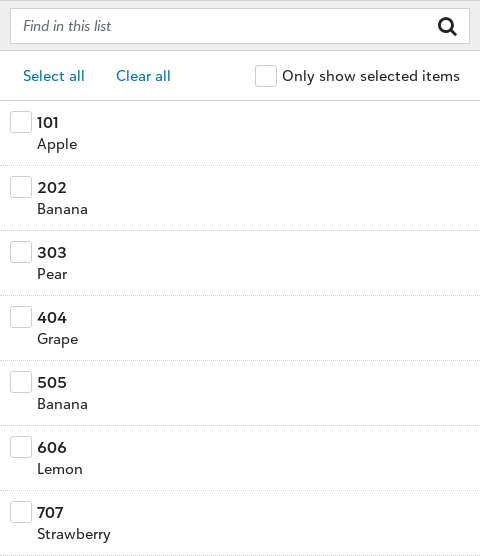 Find in this list
Select all Clear all Only show selected items
101
Apple
202
Banana
303
Pear
404
Grape
505
Banana
606
Lemon
707
Strawberry